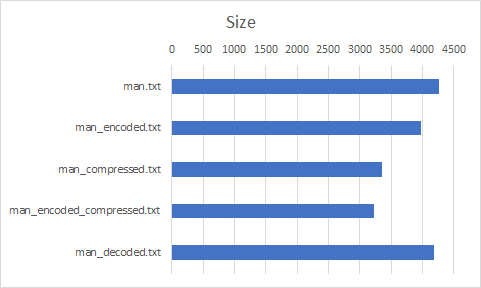 Size
0 500 1000 1500 2000 2500 3000 3500 4000 4500
man.txt
man_encoded.txt
man_compressed.txt
man_encoded_compressed.txt
man_decoded.txt